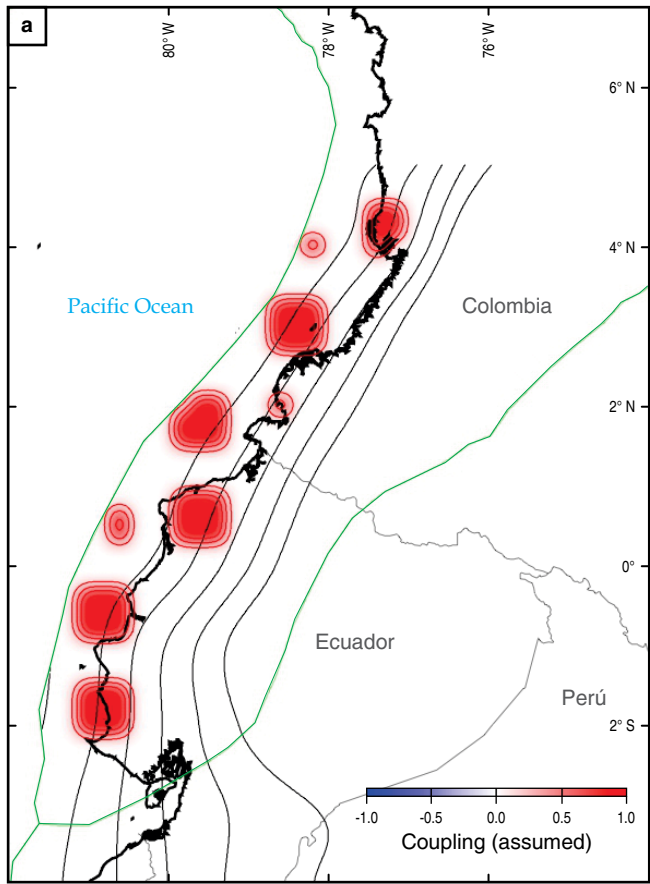 a
80° W
78° W
76° W
6° N
4° N
Pacific Ocean
Colombia
2° N
0°
Ecuador
Perú
2° S
-1.0 -0.5 0.0 0.5 1.0
Coupling (assumed)